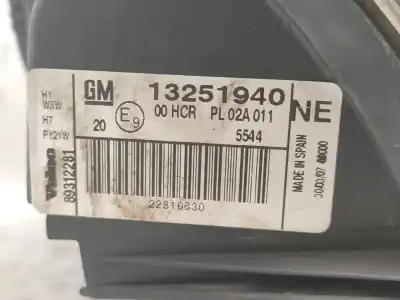 H1
W5W
H7
PY21W
GM 13251940
00 HCR PL 02A 011
20 E9 5544
NE
Valeo
89312281
22810630
MADE IN SPAIN